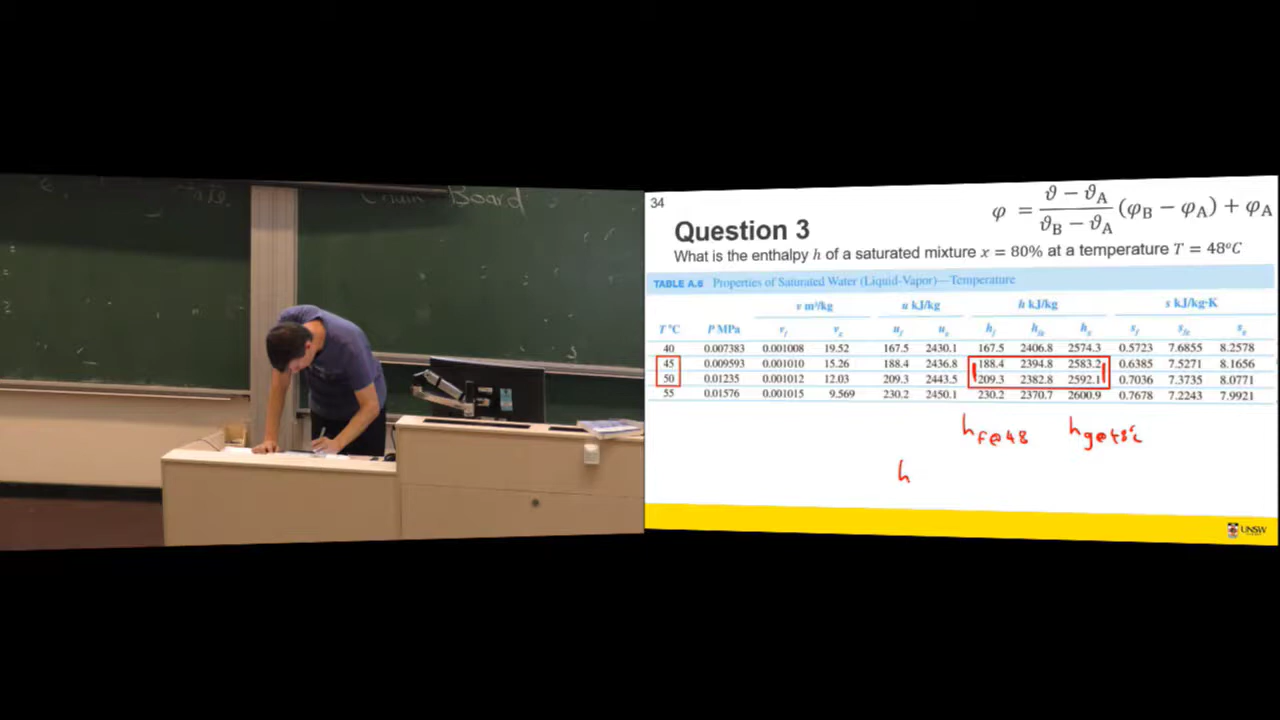 Board
34
φ = (ϑ − ϑA)/(ϑB − ϑA) (φB − φA) + φA
Question 3
What is the enthalpy h of a saturated mixture x = 80% at a temperature T = 48°C
TABLE A.6 Properties of Saturated Water (Liquid-Vapor)—Temperature
v m³/kg u kJ/kg h kJ/kg s kJ/kg·K
T °C P MPa vf vg uf ug hf hfg hg sf sfg sg
40 0.007383 0.001008 19.52 167.5 2430.1 167.5 2406.8 2574.3 0.5723 7.6855 8.2578
45 0.009593 0.001010 15.26 188.4 2436.8 188.4 2394.8 2583.2 0.6385 7.5271 8.1656
50 0.01235 0.001012 12.03 209.3 2443.5 209.3 2382.8 2592.1 0.7036 7.3735 8.0771
55 0.01576 0.001015 9.569 230.2 2450.1 230.2 2370.7 2600.9 0.7678 7.2243 7.9921
hf@48 hg@48°C
h
UNSW